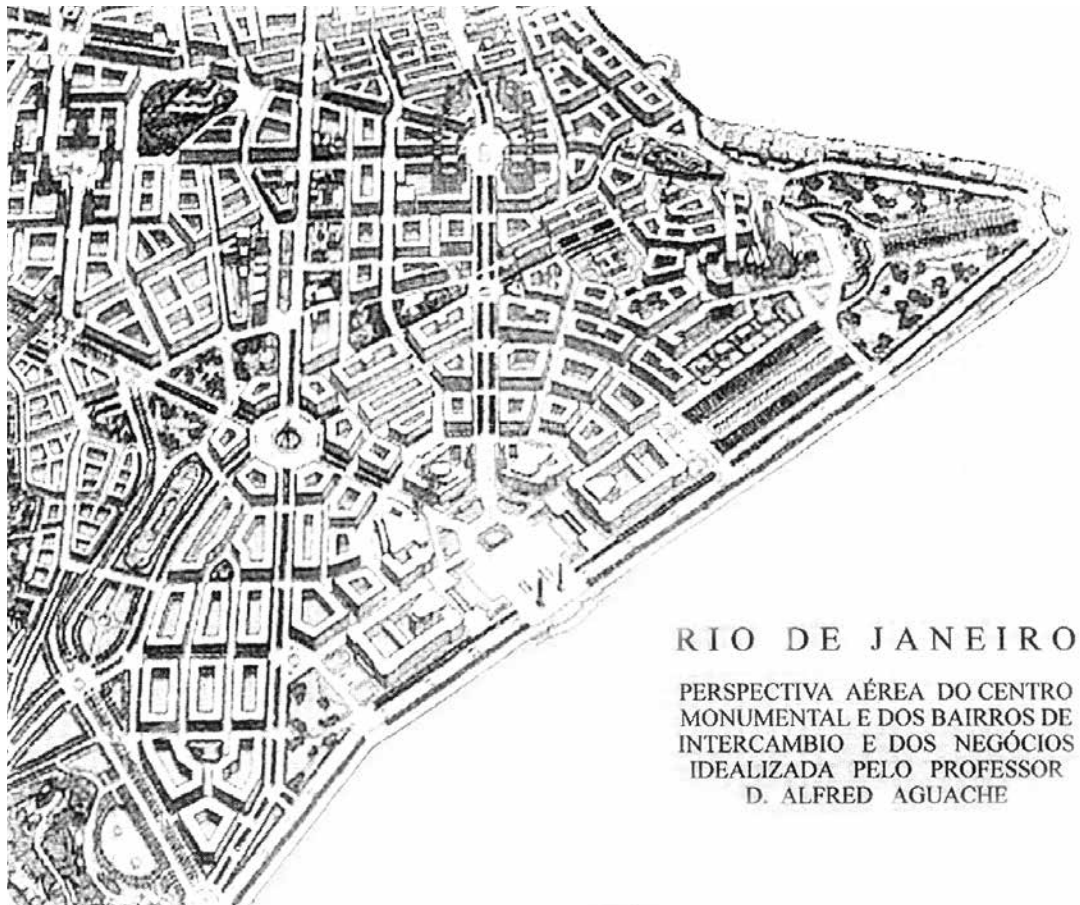 RIO DE JANEIRO
PERSPECTIVA AÉREA DO CENTRO
MONUMENTAL E DOS BAIRROS DE
INTERCAMBIO E DOS NEGÓCIOS
IDEALIZADA PELO PROFESSOR
D. ALFRED AGUACHE